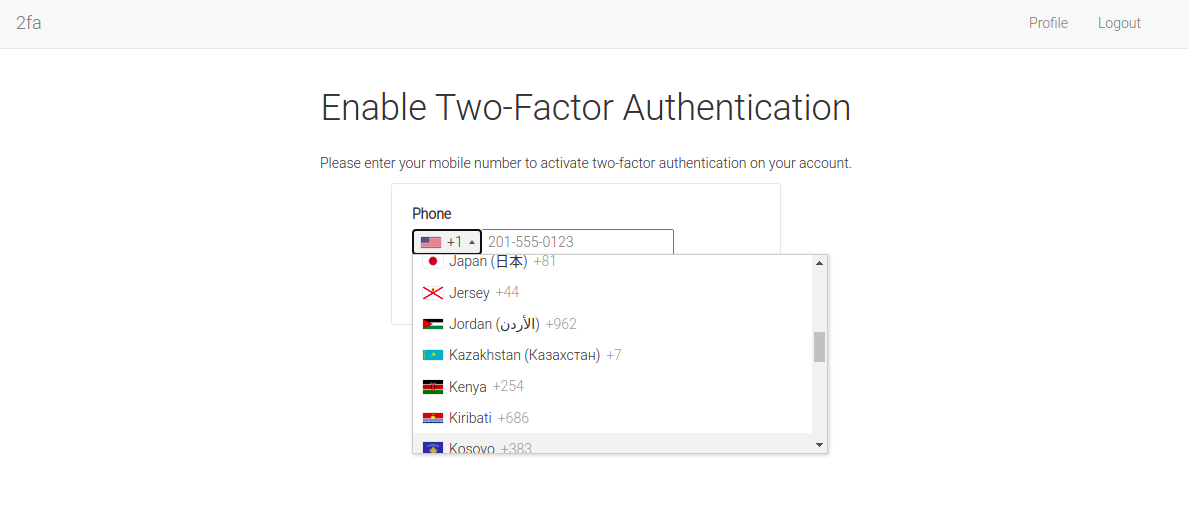 2fa Profile Logout
Enable Two-Factor Authentication
Please enter your mobile number to activate two-factor authentication on your account.
Phone
+1 201-555-0123
Japan (日本) +81
Jersey +44
Jordan (الأردن) +962
Kazakhstan (Казахстан) +7
Kenya +254
Kiribati +686
Kosovo +383